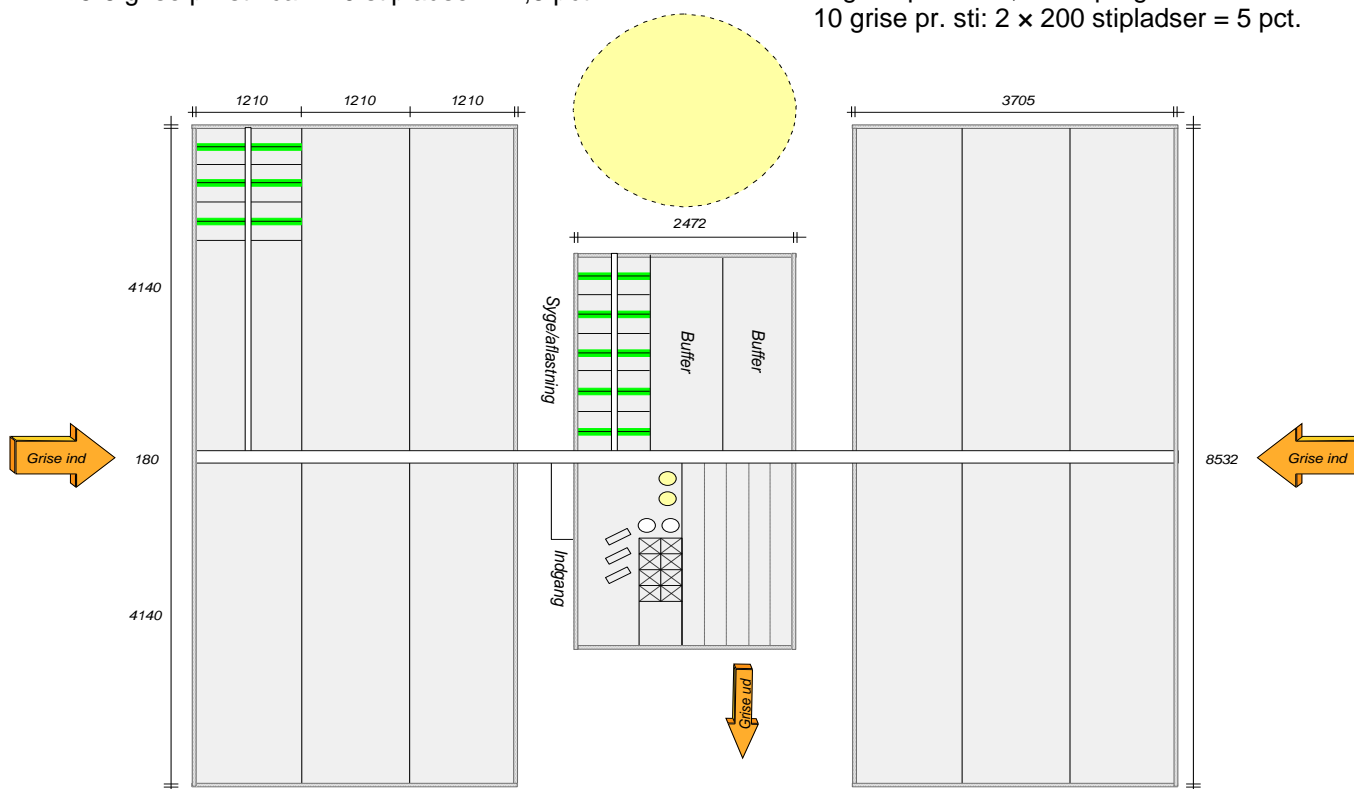 10 grise pr. sti: 2 × 200 stipladser = 5 pct.
1210 1210 1210
3705
2472
4140
Syge/aflastning
Buffer
Buffer
Grise ind
180
8532
Grise ind
Indgang
4140
Grise ud